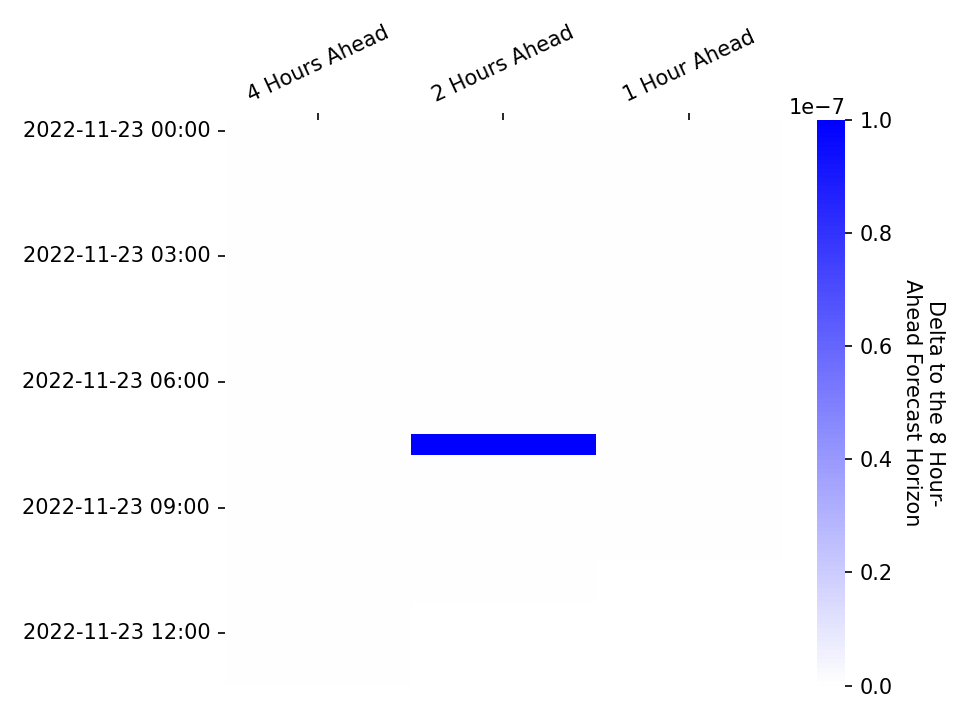 4 Hours Ahead
2 Hours Ahead
1 Hour Ahead
2022-11-23 00:00
2022-11-23 03:00
2022-11-23 06:00
2022-11-23 09:00
2022-11-23 12:00
1e−7
1.0
0.8
0.6
0.4
0.2
0.0
Delta to the 8 Hour-
Ahead Forecast Horizon